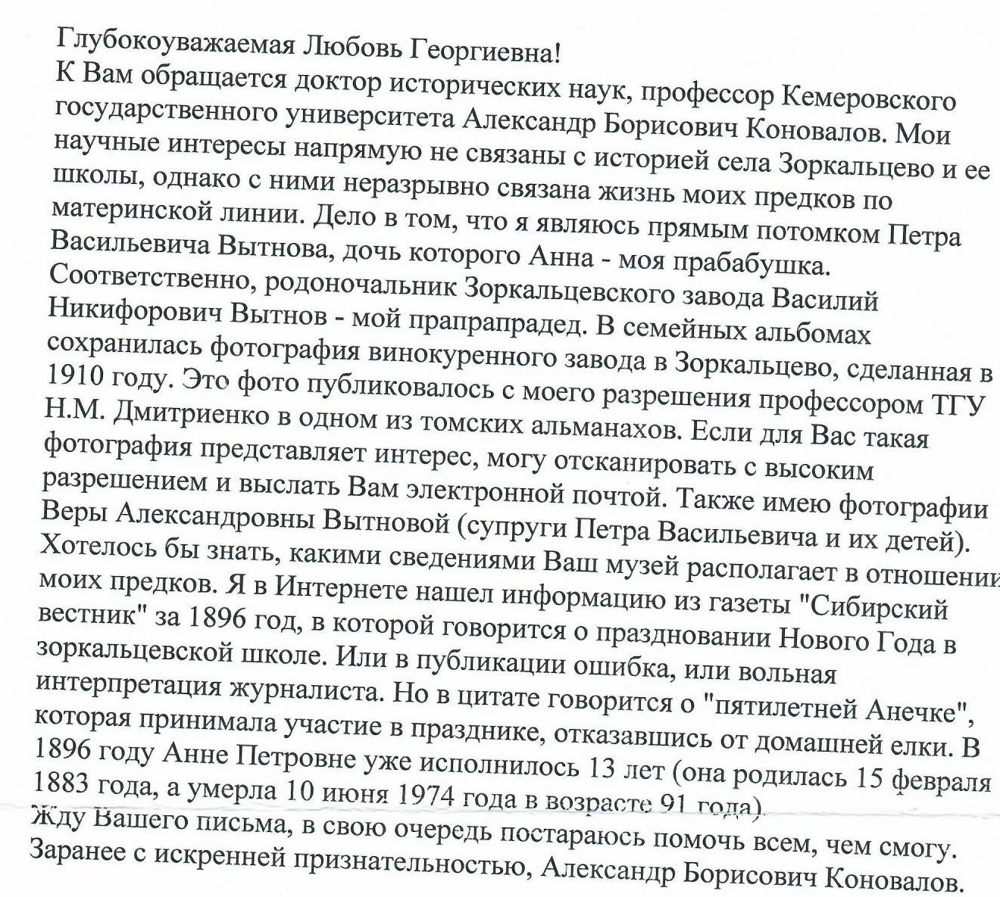 Глубокоуважаемая Любовь Георгиевна!
К Вам обращается доктор исторических наук, профессор Кемеровского
государственного университета Александр Борисович Коновалов. Мои
научные интересы напрямую не связаны с историей села Зоркальцево и ее
школы, однако с ними неразрывно связана жизнь моих предков по
материнской линии. Дело в том, что я являюсь прямым потомком Петра
Васильевича Вытнова, дочь которого Анна - моя прабабушка.
Соответственно, родоночальник Зоркальцевского завода Василий
Никифорович Вытнов - мой прапрапрадед. В семейных альбомах
сохранилась фотография винокуренного завода в Зоркальцево, сделанная в
1910 году. Это фото публиковалось с моего разрешения профессором ТГУ
Н.М. Дмитриенко в одном из томских альманахов. Если для Вас такая
фотография представляет интерес, могу отсканировать с высоким
разрешением и выслать Вам электронной почтой. Также имею фотографии
Веры Александровны Вытновой (супруги Петра Васильевича и их детей).
Хотелось бы знать, какими сведениями Ваш музей располагает в отношении
моих предков. Я в Интернете нашел информацию из газеты "Сибирский
вестник" за 1896 год, в которой говорится о праздновании Нового Года в
зоркальцевской школе. Или в публикации ошибка, или вольная
интерпретация журналиста. Но в цитате говорится о "пятилетней Анечке",
которая принимала участие в празднике, отказавшись от домашней елки. В
1896 году Анне Петровне уже исполнилось 13 лет (она родилась 15 февраля
1883 года, а умерла 10 июня 1974 года в возрасте 91 года).
Жду Вашего письма, в свою очередь постараюсь помочь всем, чем смогу.
Заранее с искренней признательностью, Александр Борисович Коновалов.